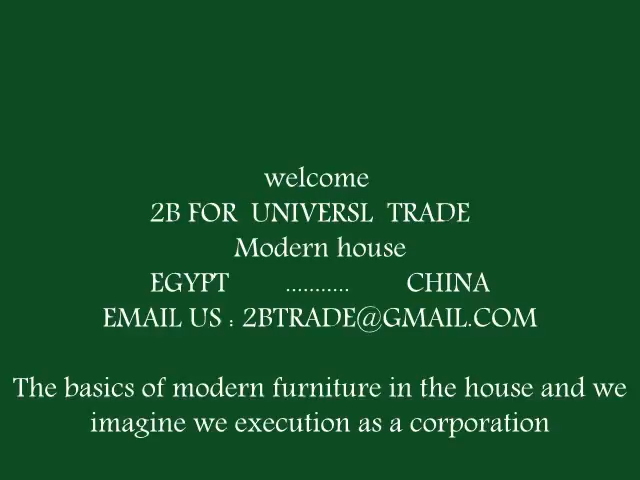 welcome
2B FOR UNIVERSL TRADE
Modern house
EGYPT ........... CHINA
EMAIL US : 2BTRADE@GMAIL.COM
The basics of modern furniture in the house and we
imagine we execution as a corporation